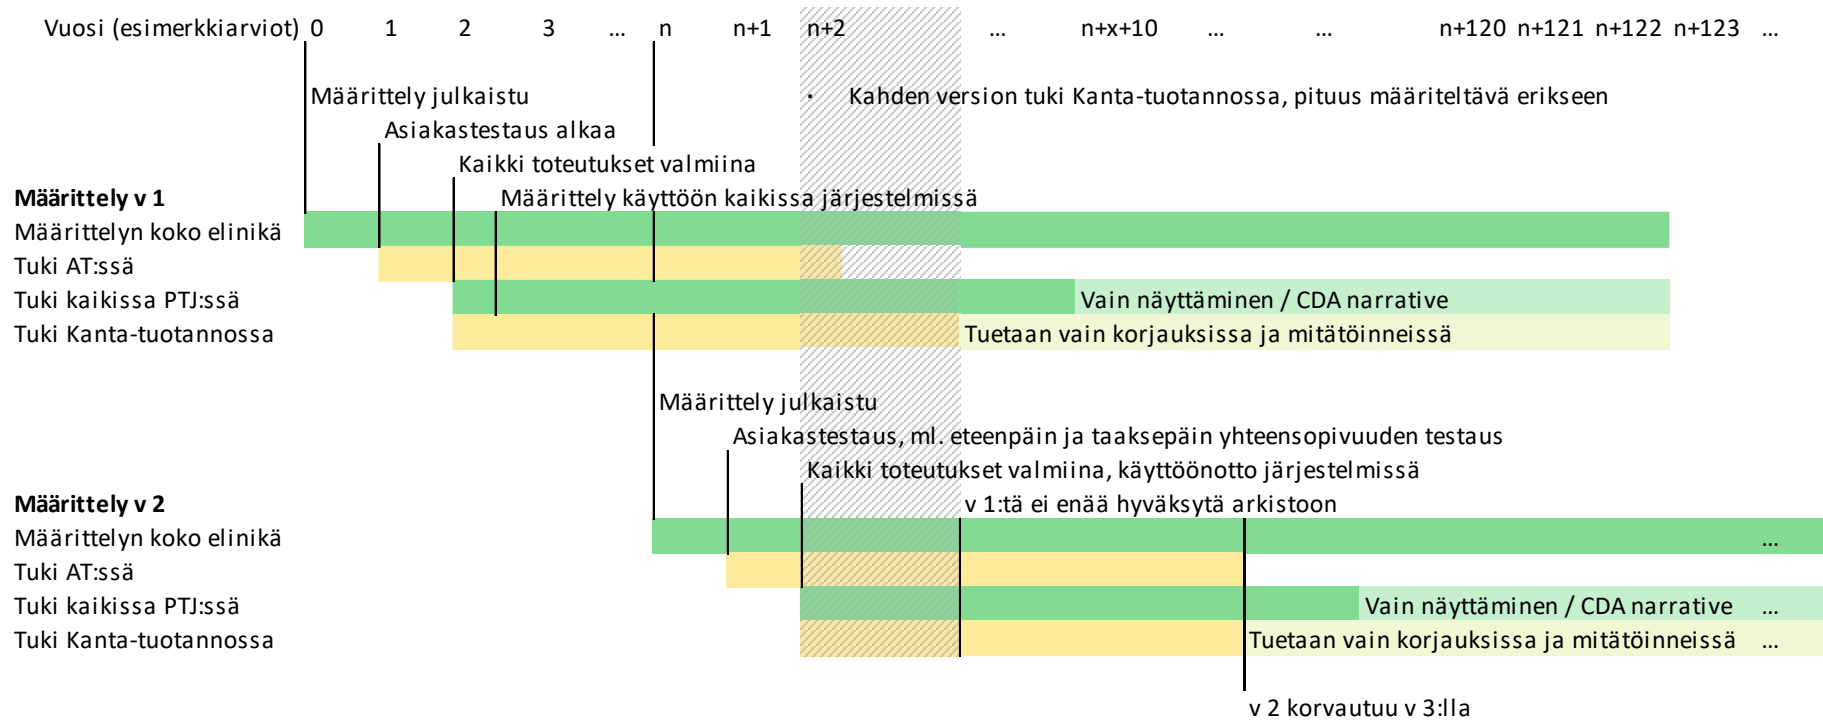 Vuosi (esimerkkiarviot) 0 1 2 3 ... n n+1 n+2 ... n+x+10 ... ... n+120 n+121 n+122 n+123 ...
Määrittely julkaistu · Kahden version tuki Kanta-tuotannossa, pituus määriteltävä erikseen
Asiakastestaus alkaa
Kaikki toteutukset valmiina
Määrittely v 1 Määrittely käyttöön kaikissa järjestelmissä
Määrittelyn koko elinikä
Tuki AT:ssä
Tuki kaikissa PTJ:ssä Vain näyttäminen / CDA narrative
Tuki Kanta-tuotannossa Tuetaan vain korjauksissa ja mitätöinneissä
Määrittely julkaistu
Asiakastestaus, ml. eteenpäin ja taaksepäin yhteensopivuuden testaus
Kaikki toteutukset valmiina, käyttöönotto järjestelmissä
Määrittely v 2 v 1:tä ei enää hyväksytä arkistoon
Määrittelyn koko elinikä ...
Tuki AT:ssä
Tuki kaikissa PTJ:ssä Vain näyttäminen / CDA narrative ...
Tuki Kanta-tuotannossa Tuetaan vain korjauksissa ja mitätöinneissä ...
v 2 korvautuu v 3:lla